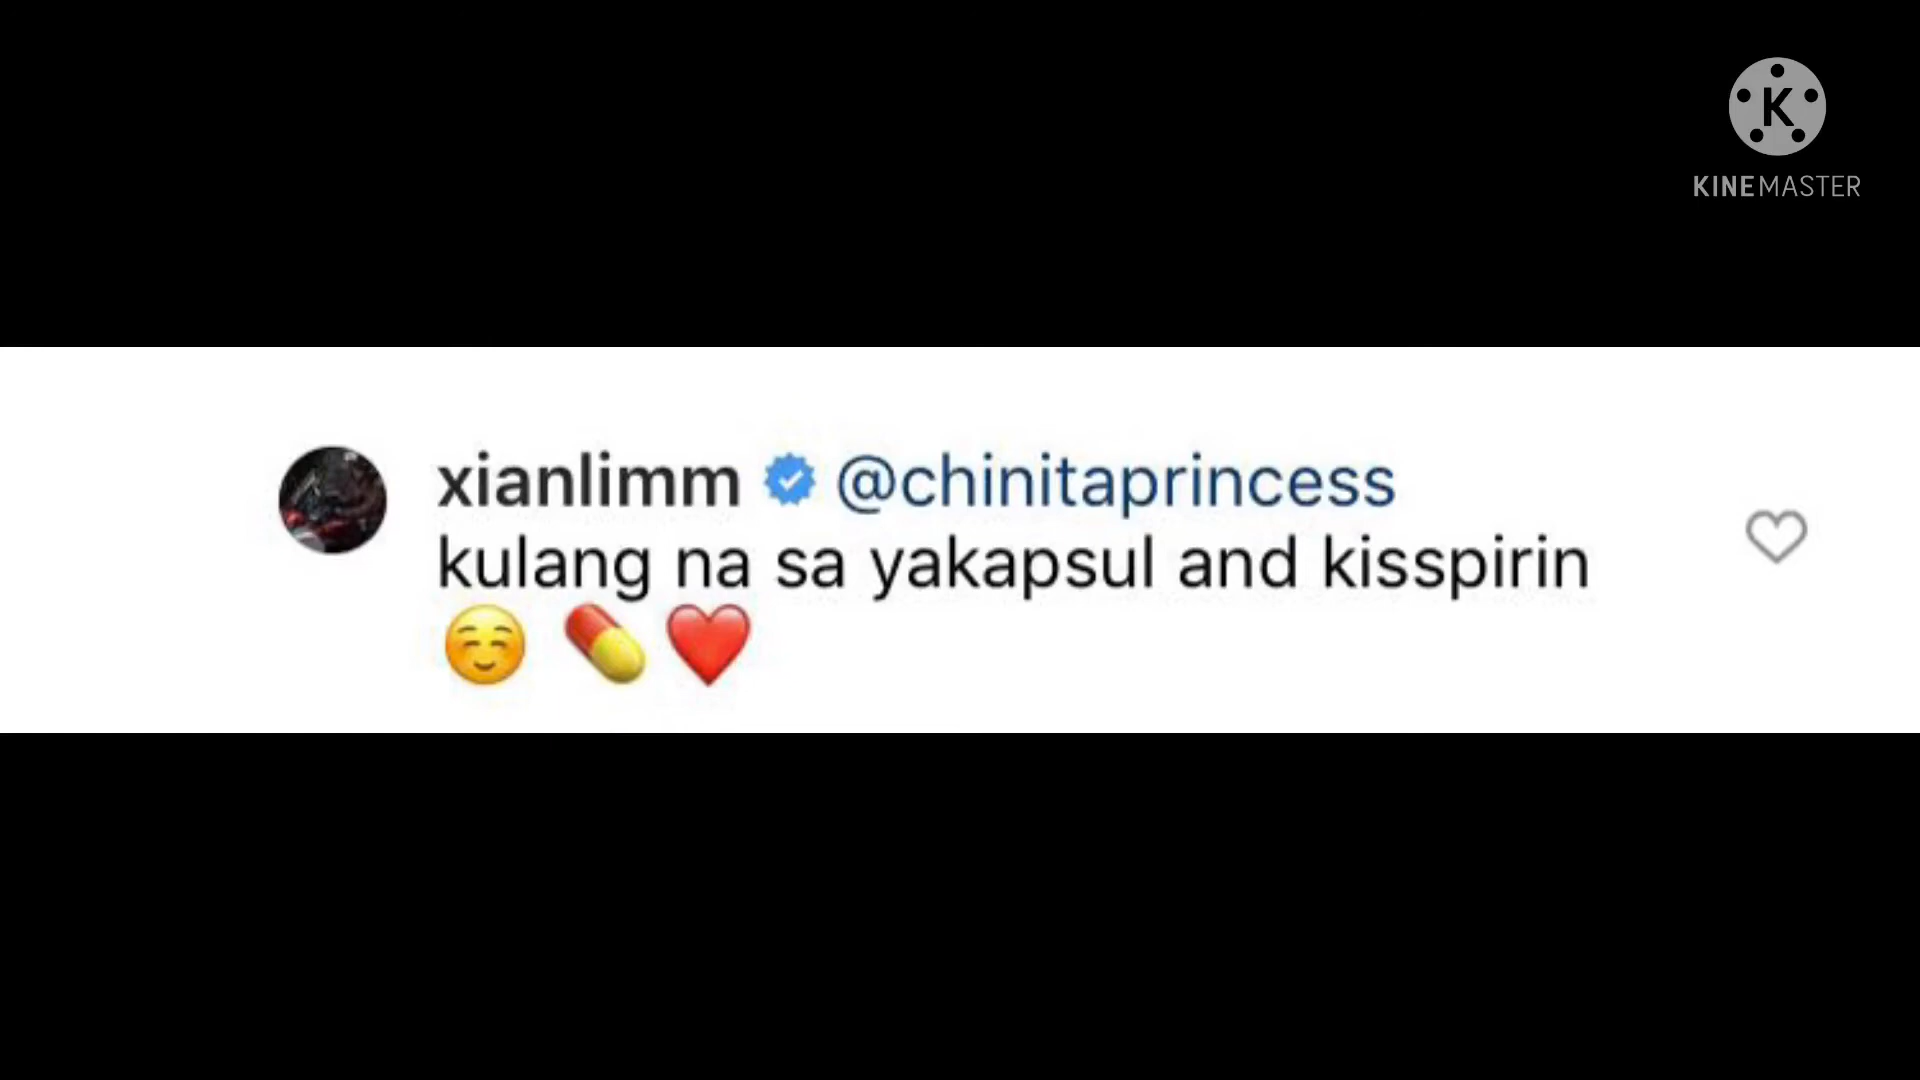 K
KINEMASTER
xianlimm @chinitaprincess
kulang na sa yakapsul and kisspirin
☺️ 💊❤️